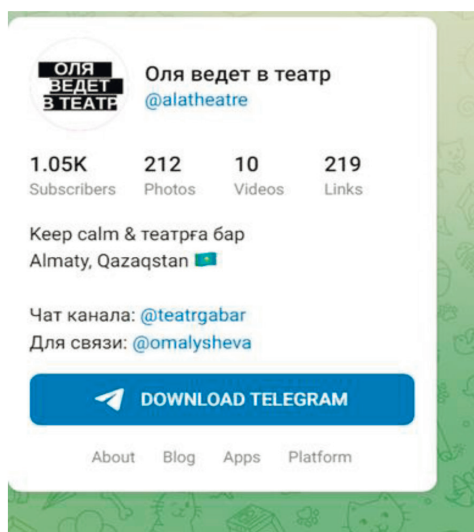 ОЛЯ
ВЕДЕТ
В ТЕАТР
Оля ведет в театр
@alatheatre
1.05K 212 10 219
Subscribers Photos Videos Links
Keep calm & театрға бар
Almaty, Qazaqstan 🇰🇿
Чат канала: @teatrgabar
Для связи: @omalysheva
DOWNLOAD TELEGRAM
About Blog Apps Platform